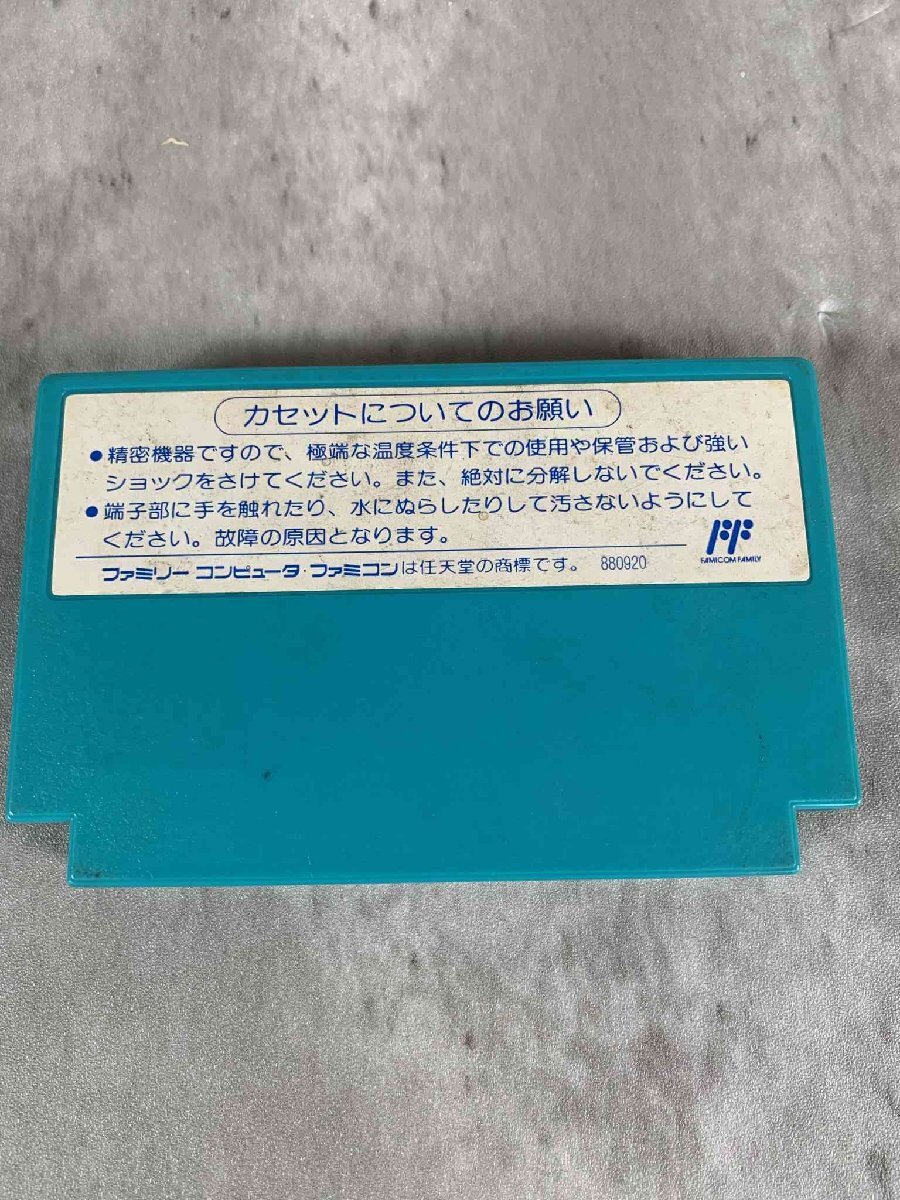 カセットについてのお願い
●精密機器ですので、極端な温度条件下での使用や保管および強い
ショックをさけてください。また、絶対に分解しないでください。
●端子部に手を触れたり、水にぬらしたりして汚さないようにして
ください。故障の原因となります。
FAMICOM FAMILY
ファミリー コンピュータ・ファミコンは任天堂の商標です。 880920